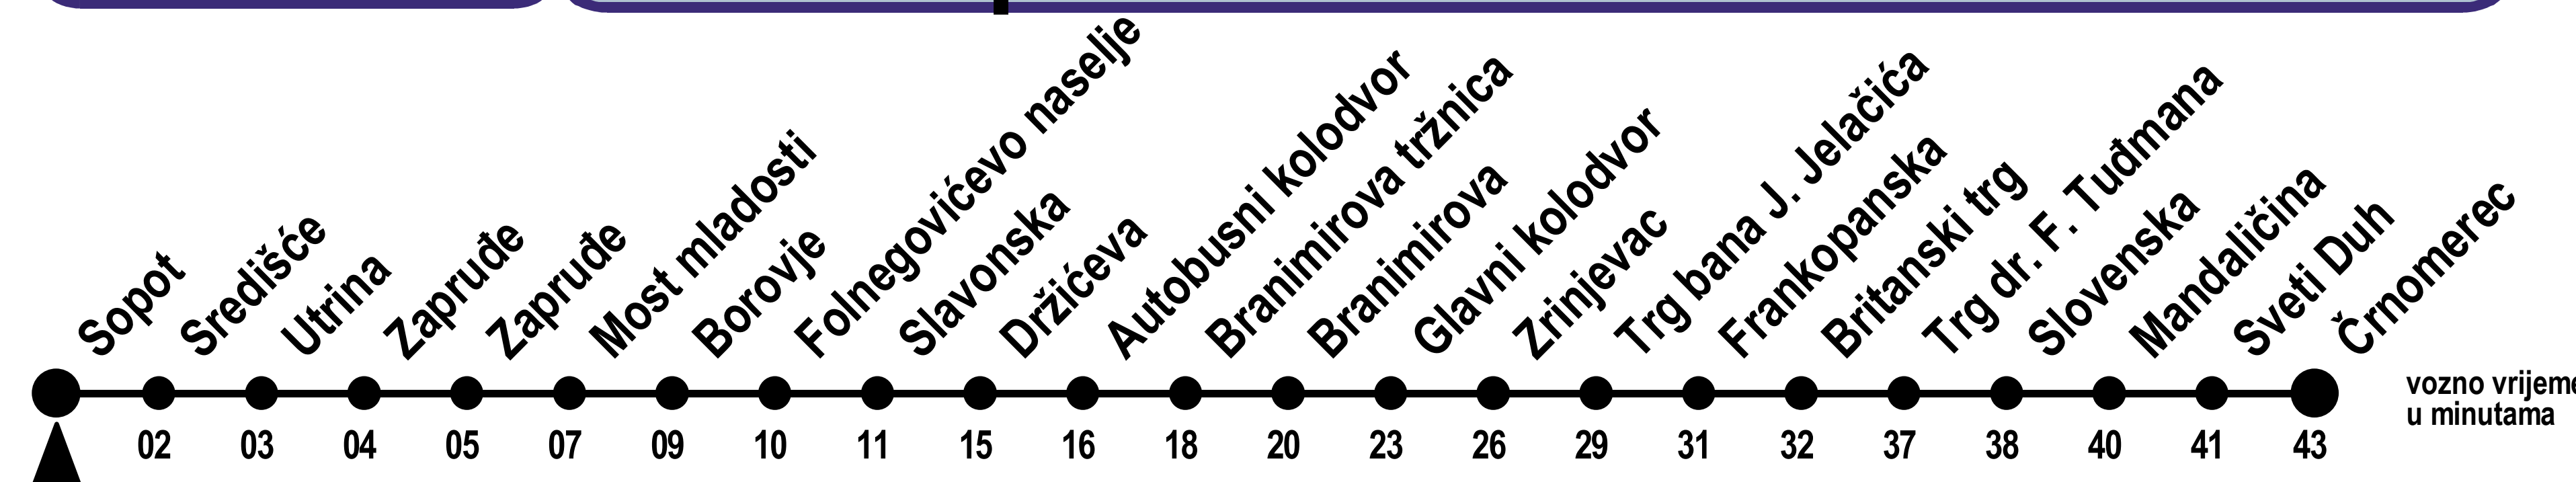 Sopot
Središće
Utrina
Zapruđe
Zapruđe
Most mladosti
Borovje
Folnegovićevo naselje
Slavonska
Držićeva
Autobusni kolodvor
Branimirova tržnica
Branimirova
Glavni kolodvor
Zrinjevac
Trg bana J. Jelačića
Frankopanska
Britanski trg
Trg dr. F. Tuđmana
Slovenska
Mandaličina
Sveti Duh
Črnomerec
02 03 04 05 07 09 10 11 15 16 18 20 23 26 29 31 32 37 38 40 41 43
vozno vrijeme
u minutama